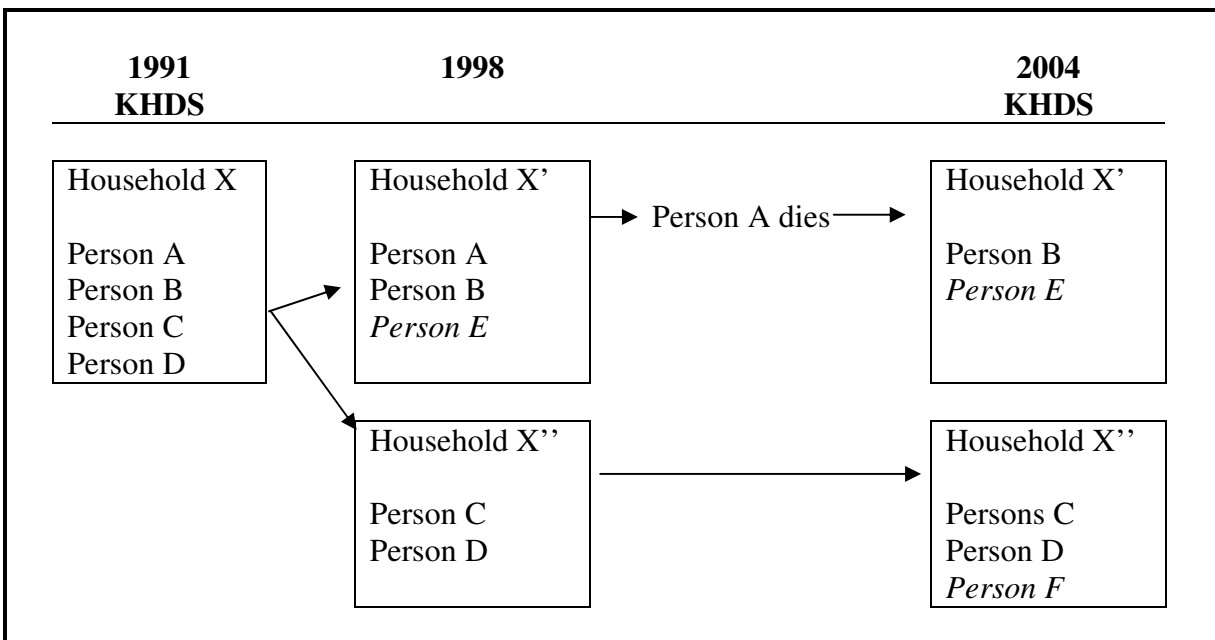 1991 1998 2004
KHDS KHDS
Household X
Person A
Person B
Person C
Person D
Household X’
Person A
Person B
Person E
Person A dies
Household X’
Person B
Person E
Household X’’
Person C
Person D
Household X’’
Persons C
Person D
Person F